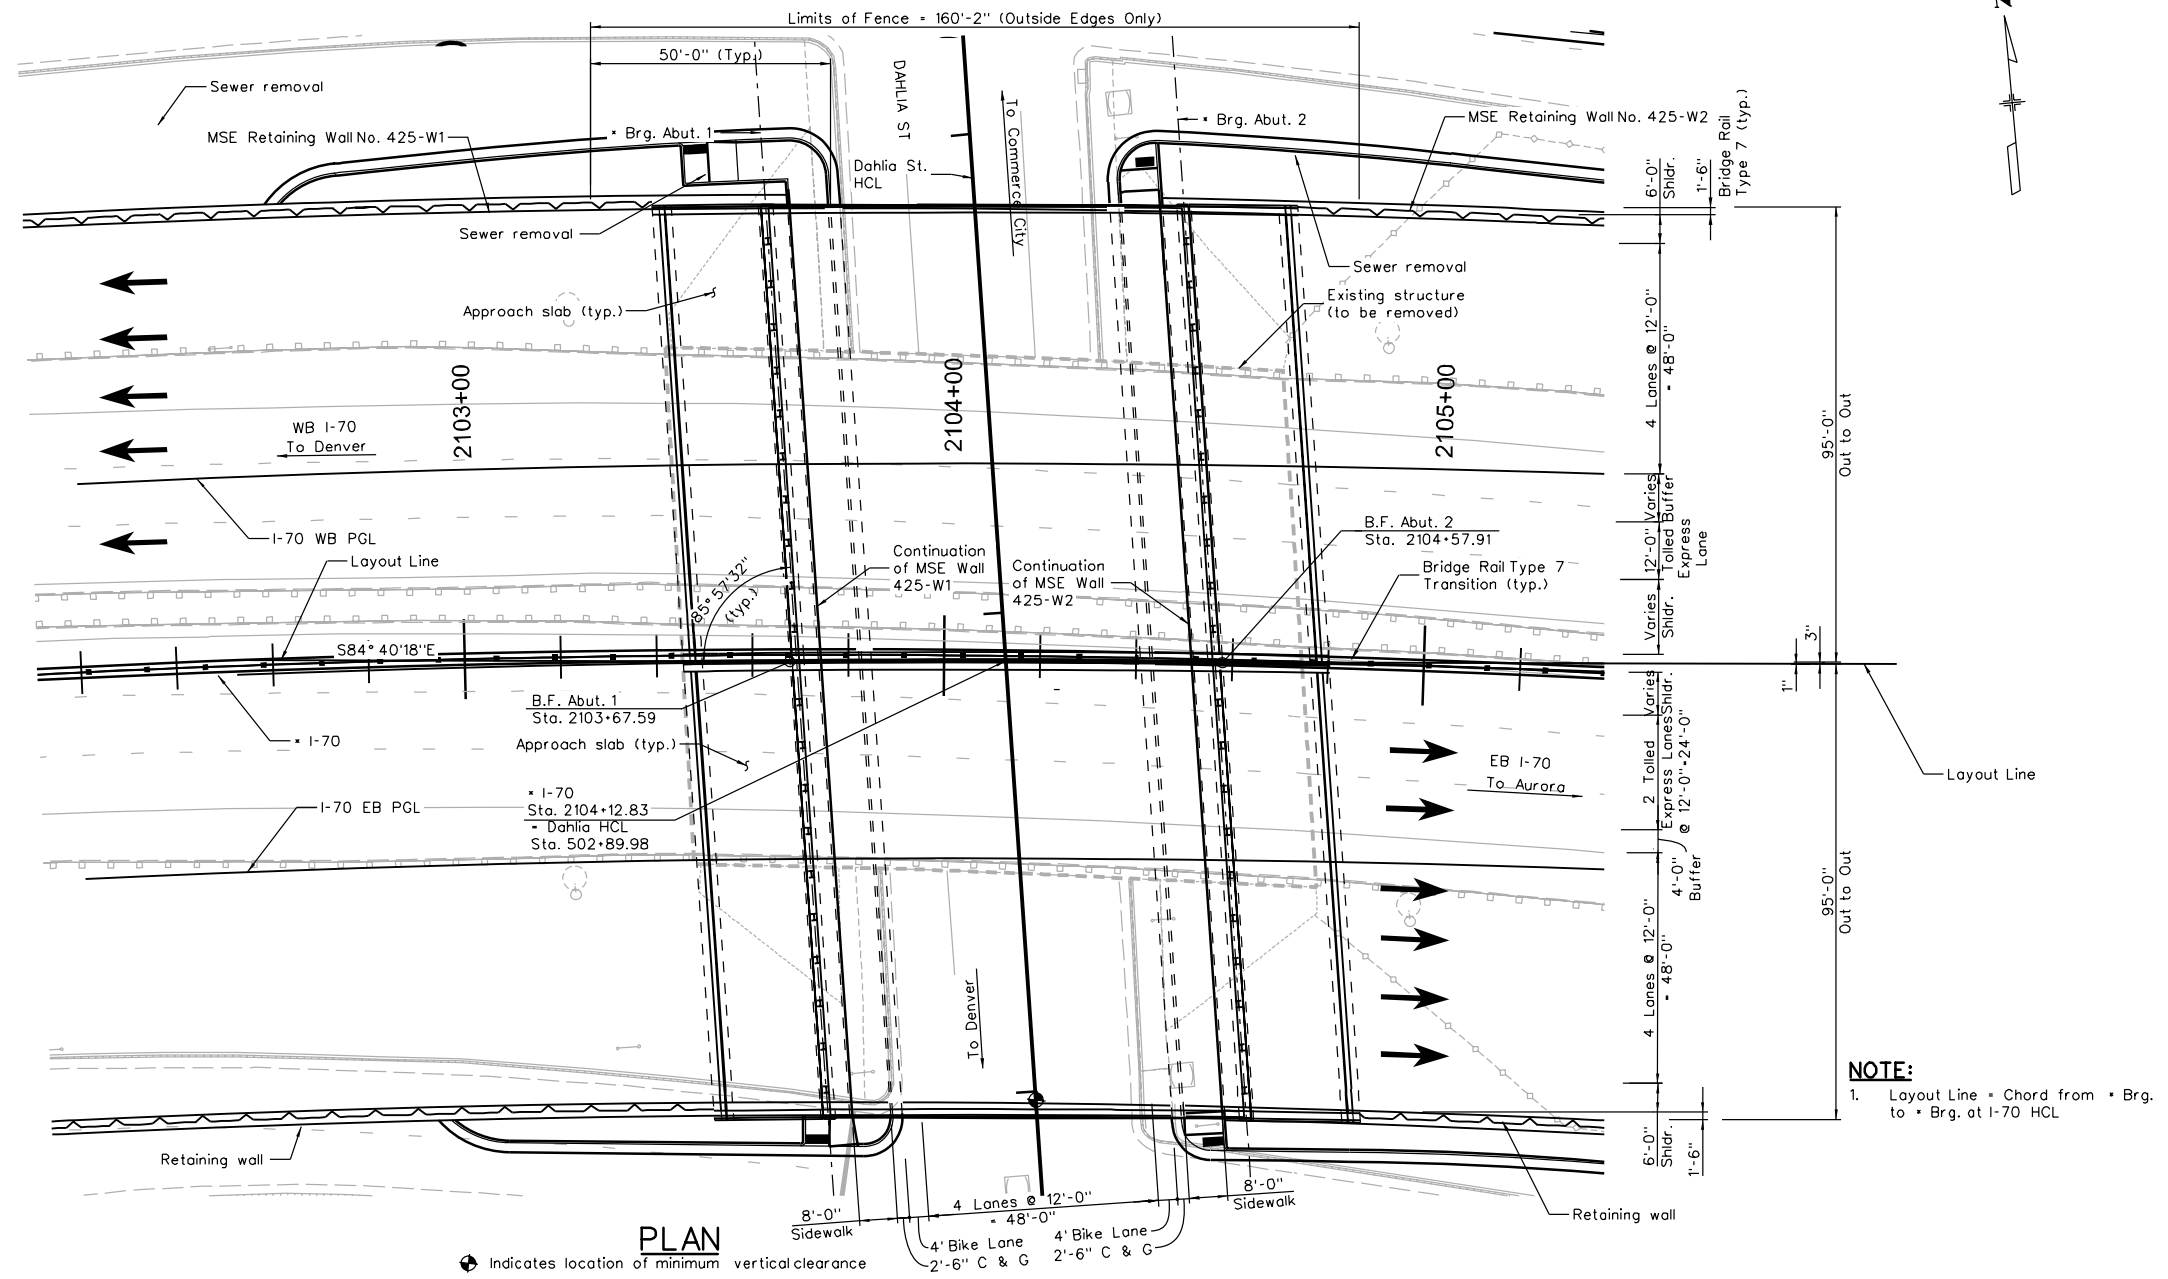 Limits of Fence = 160'-2" (Outside Edges Only)
50'-0" (Typ.)
N
Sewer removal
MSE Retaining Wall No. 425-W1
* Brg. Abut. 1
DAHLIA ST
To Commerce City
* Brg. Abut. 2
MSE Retaining Wall No. 425-W2
Bridge Rail
Type 7 (typ.)
6'-0"
Shldr.
1'-6"
Dahlia St.
HCL
Sewer removal
Sewer removal
Approach slab (typ.)
Existing structure
(to be removed)
4 Lanes @ 12'-0"
= 48'-0"
95'-0"
Out to Out
2103+00
2104+00
2105+00
WB I-70
To Denver
I-70 WB PGL
Layout Line
85° 57'32"
(typ.)
Continuation
of MSE Wall
425-W1
Continuation
of MSE Wall
425-W2
B.F. Abut. 2
Sta. 2104+57.91
Bridge Rail Type 7
Transition (typ.)
Varies
Buffer
12'-0"
Tolled
Express
Lane
Varies
Shldr.
3"
1"
S84° 40'18"E
B.F. Abut. 1
Sta. 2103+67.59
* I-70
Approach slab (typ.)
* I-70
Sta. 2104+12.83
= Dahlia HCL
Sta. 502+89.98
I-70 EB PGL
EB I-70
To Aurora
Varies
Shldr.
2 Tolled
Express Lanes
@ 12'-0"=24'-0"
Layout Line
4'-0"
Buffer
4 Lanes @ 12'-0"
= 48'-0"
95'-0"
Out to Out
To Denver
NOTE:
1. Layout Line = Chord from * Brg.
to * Brg. at I-70 HCL
6'-0"
Shldr.
1'-6"
Retaining wall
Retaining wall
8'-0"
Sidewalk
4 Lanes @ 12'-0"
= 48'-0"
8'-0"
Sidewalk
4' Bike Lane
2'-6" C & G
4' Bike Lane
2'-6" C & G
PLAN
Indicates location of minimum vertical clearance